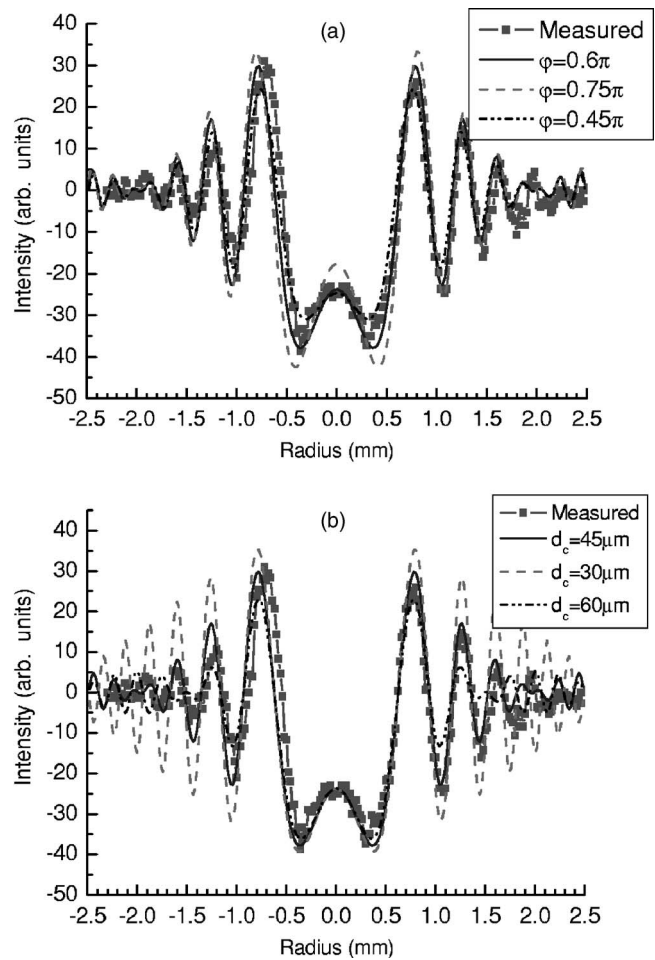 (a)
Measured
φ=0.6π
φ=0.75π
φ=0.45π
40
30
20
10
0
-10
-20
-30
-40
-50
Intensity (arb. units)
-2.5 -2.0 -1.5 -1.0 -0.5 0.0 0.5 1.0 1.5 2.0 2.5
Radius (mm)
(b)
Measured
d_c=45μm
d_c=30μm
d_c=60μm
40
30
20
10
0
-10
-20
-30
-40
-50
Intensity (arb. units)
-2.5 -2.0 -1.5 -1.0 -0.5 0.0 0.5 1.0 1.5 2.0 2.5
Radius (mm)